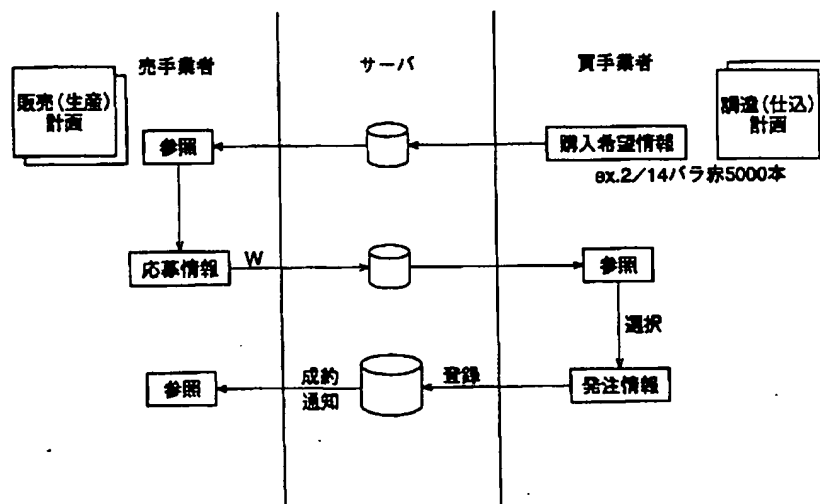 売手業者
サーバ
買手業者
販売(生産)
計画
調達(仕込)
計画
参照
購入希望情報
ex.2/14バラ赤5000本
応募情報
W
参照
選択
参照
成約
通知
登録
発注情報